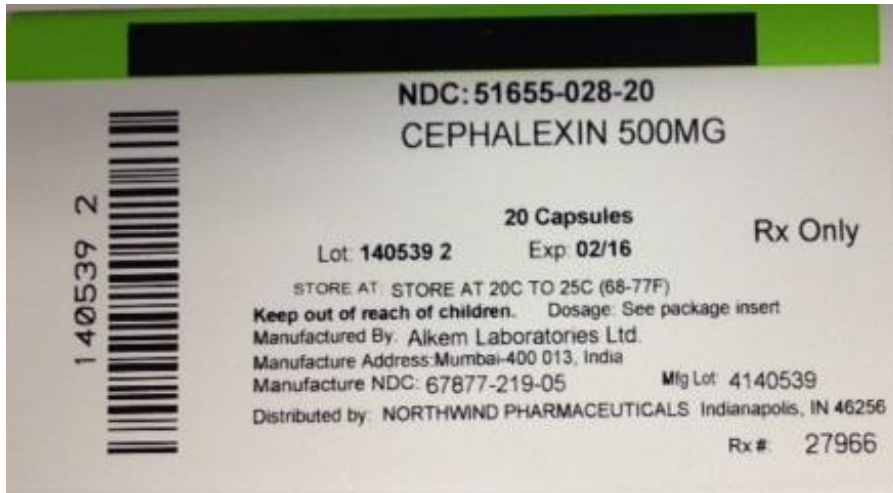 NDC: 51655-028-20
CEPHALEXIN 500MG
20 Capsules
Rx Only
Lot: 140539 2 Exp: 02/16
STORE AT: STORE AT 20C TO 25C (68-77F)
Keep out of reach of children. Dosage: See package insert
Manufactured By: Alkem Laboratories Ltd.
Manufacture Address:Mumbai-400 013, India
Manufacture NDC: 67877-219-05 Mfg Lot: 4140539
Distributed by: NORTHWIND PHARMACEUTICALS Indianapolis, IN 46256
Rx #: 27966
140539 2